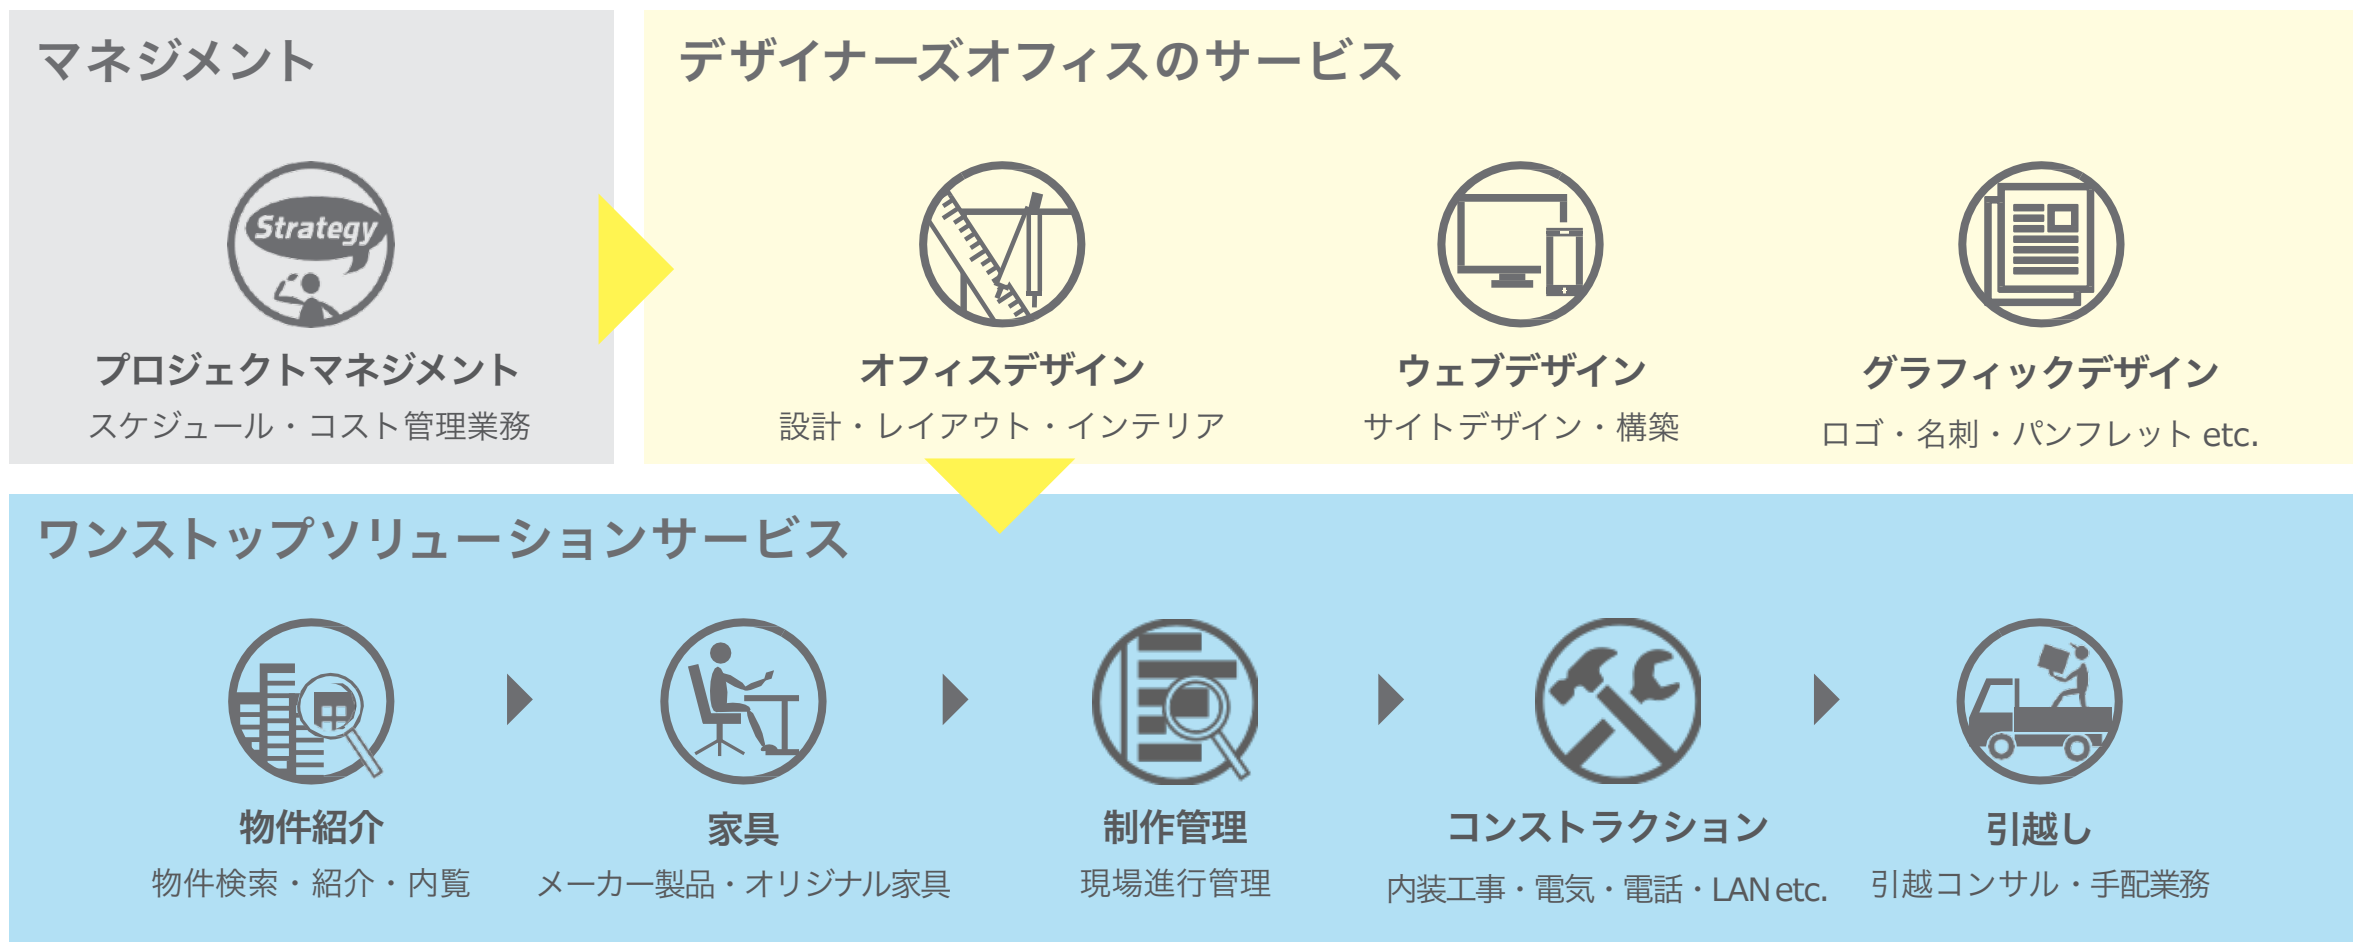 マネジメント
Strategy
プロジェクトマネジメント
スケジュール・コスト管理業務
デザイナーズオフィスのサービス
オフィスデザイン
設計・レイアウト・インテリア
ウェブデザイン
サイトデザイン・構築
グラフィックデザイン
ロゴ・名刺・パンフレット etc.
ワンストップソリューションサービス
物件紹介
物件検索・紹介・内覧
家具
メーカー製品・オリジナル家具
制作管理
現場進行管理
コンストラクション
内装工事・電気・電話・LAN etc.
引越し
引越コンサル・手配業務